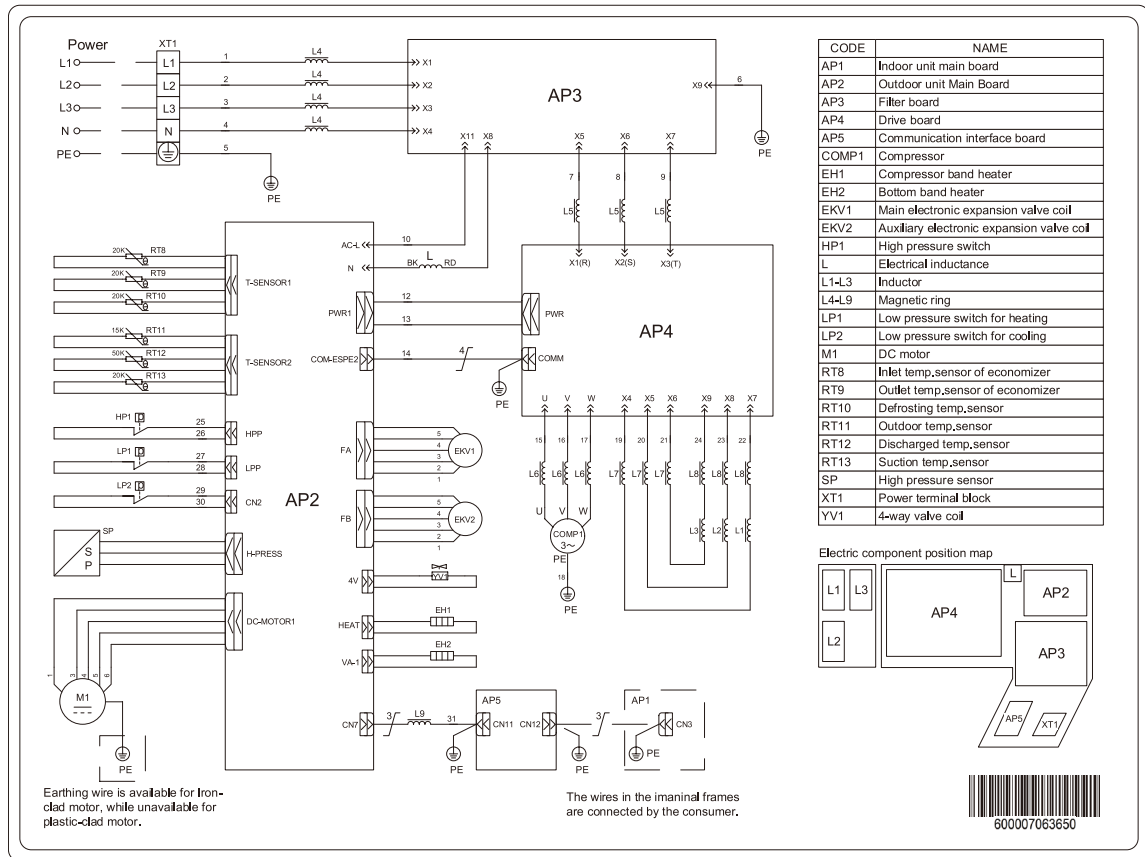 Power
XT1
L1 L1 1 L4 X1
L2 L2 2 L4 X2
L3 L3 3 L4 X3
N N 4 L4 X4
PE 5
PE
AP3
X9 6
PE
X11 X8 X5 X6 X7
7 8 9
L5 L5 L5
X1(R) X2(S) X3(T)
AC-L 10
N BK L RD
PWR1 12 PWR
13
COM-ESPE2 14 4 COMM
PE
AP4
U V W X4 X5 X6 X9 X8 X7
15 16 17 19 20 21 24 23 22
L6 L6 L6 L7 L7 L7 L8 L8 L8
U V W
L3 L2 L1
COMP1
3~
PE
18
PE
20K RT8
20K RT9
20K RT10
T-SENSOR1
15K RT11
50K RT12
20K RT13
T-SENSOR2
HP1 P 25
26 HPP
LP1 P 27
28 LPP
LP2 P 29
30 CN2
AP2
SP
S
P
H-PRESS
DC-MOTOR1
1 3 4 5 6
M1
PE
FA 5
4
3
2
1
EKV1
FB 5
4
3
2
1
EKV2
4V YV1
HEAT EH1
VA-1 EH2
CN7 3 L9 31
AP5
CN11 CN12
3
AP1
CN3
PE PE PE
Earthing wire is available for Iron-
clad motor, while unavailable for
plastic-clad motor.
The wires in the imaninal frames
are connected by the consumer.
CODE NAME
AP1 Indoor unit main board
AP2 Outdoor unit Main Board
AP3 Filter board
AP4 Drive board
AP5 Communication interface board
COMP1 Compressor
EH1 Compressor band heater
EH2 Bottom band heater
EKV1 Main electronic expansion valve coil
EKV2 Auxiliary electronic expansion valve coil
HP1 High pressure switch
L Electrical inductance
L1-L3 Inductor
L4-L9 Magnetic ring
LP1 Low pressure switch for heating
LP2 Low pressure switch for cooling
M1 DC motor
RT8 Inlet temp.sensor of economizer
RT9 Outlet temp.sensor of economizer
RT10 Defrosting temp.sensor
RT11 Outdoor temp.sensor
RT12 Discharged temp.sensor
RT13 Suction temp.sensor
SP High pressure sensor
XT1 Power terminal block
YV1 4-way valve coil
Electric component position map
L1 L3
L2
AP4
L
AP2
AP3
AP5 XT1
600007063650